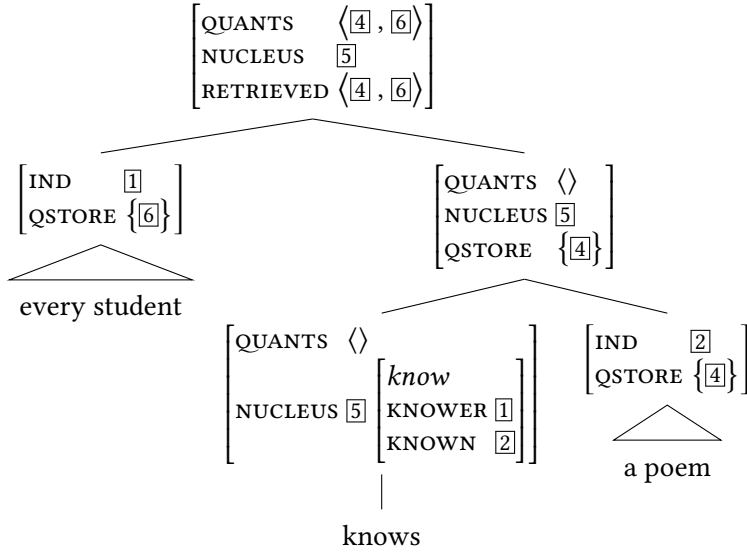 QUANTS ⟨4 , 6⟩
NUCLEUS 5
RETRIEVED ⟨4 , 6⟩
IND 1
QSTORE {6}
every student
QUANTS ⟨⟩
NUCLEUS 5
QSTORE {4}
QUANTS ⟨⟩
NUCLEUS 5
know
KNOWER 1
KNOWN 2
knows
IND 2
QSTORE {4}
a poem